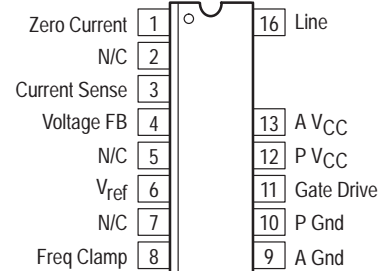 Zero Current 1 16 Line
N/C 2
Current Sense 3
Voltage FB 4 13 A VCC
N/C 5 12 P VCC
Vref 6 11 Gate Drive
N/C 7 10 P Gnd
Freq Clamp 8 9 A Gnd